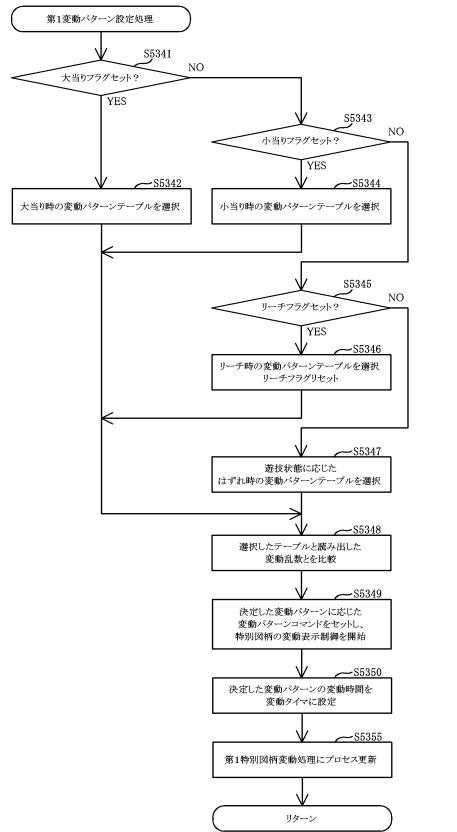 第1変動パターン設定処理
S5341
大当りフラグセット?
NO
YES
S5343
小当りフラグセット?
NO
YES
S5342
大当り時の変動パターンテーブルを選択
S5344
小当り時の変動パターンテーブルを選択
S5345
リーチフラグセット?
NO
YES
S5346
リーチ時の変動パターンテーブルを選択
リーチフラグリセット
S5347
遊技状態に応じた
はずれ時の変動パターンテーブルを選択
S5348
選択したテーブルと読み出した
変動乱数とを比較
S5349
決定した変動パターンに応じた
変動パターンコマンドをセットし、
特別図柄の変動表示制御を開始
S5350
決定した変動パターンの変動時間を
変動タイマに設定
S5355
第1特別図柄変動処理にプロセス更新
リターン